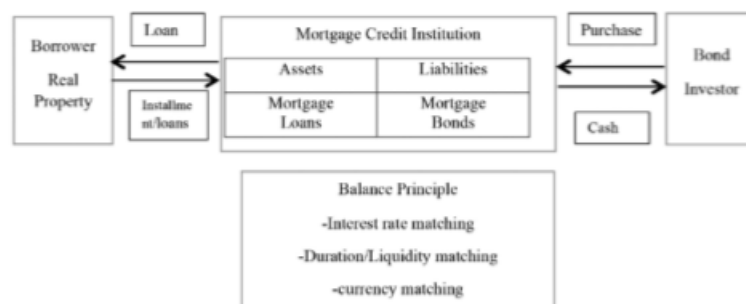 Borrower
Real
Property
Loan
Installme
nt/loans
Mortgage Credit Institution
Assets
Liabilities
Mortgage
Loans
Mortgage
Bonds
Purchase
Cash
Bond
Investor
Balance Principle
-Interest rate matching
-Duration/Liquidity matching
-currency matching